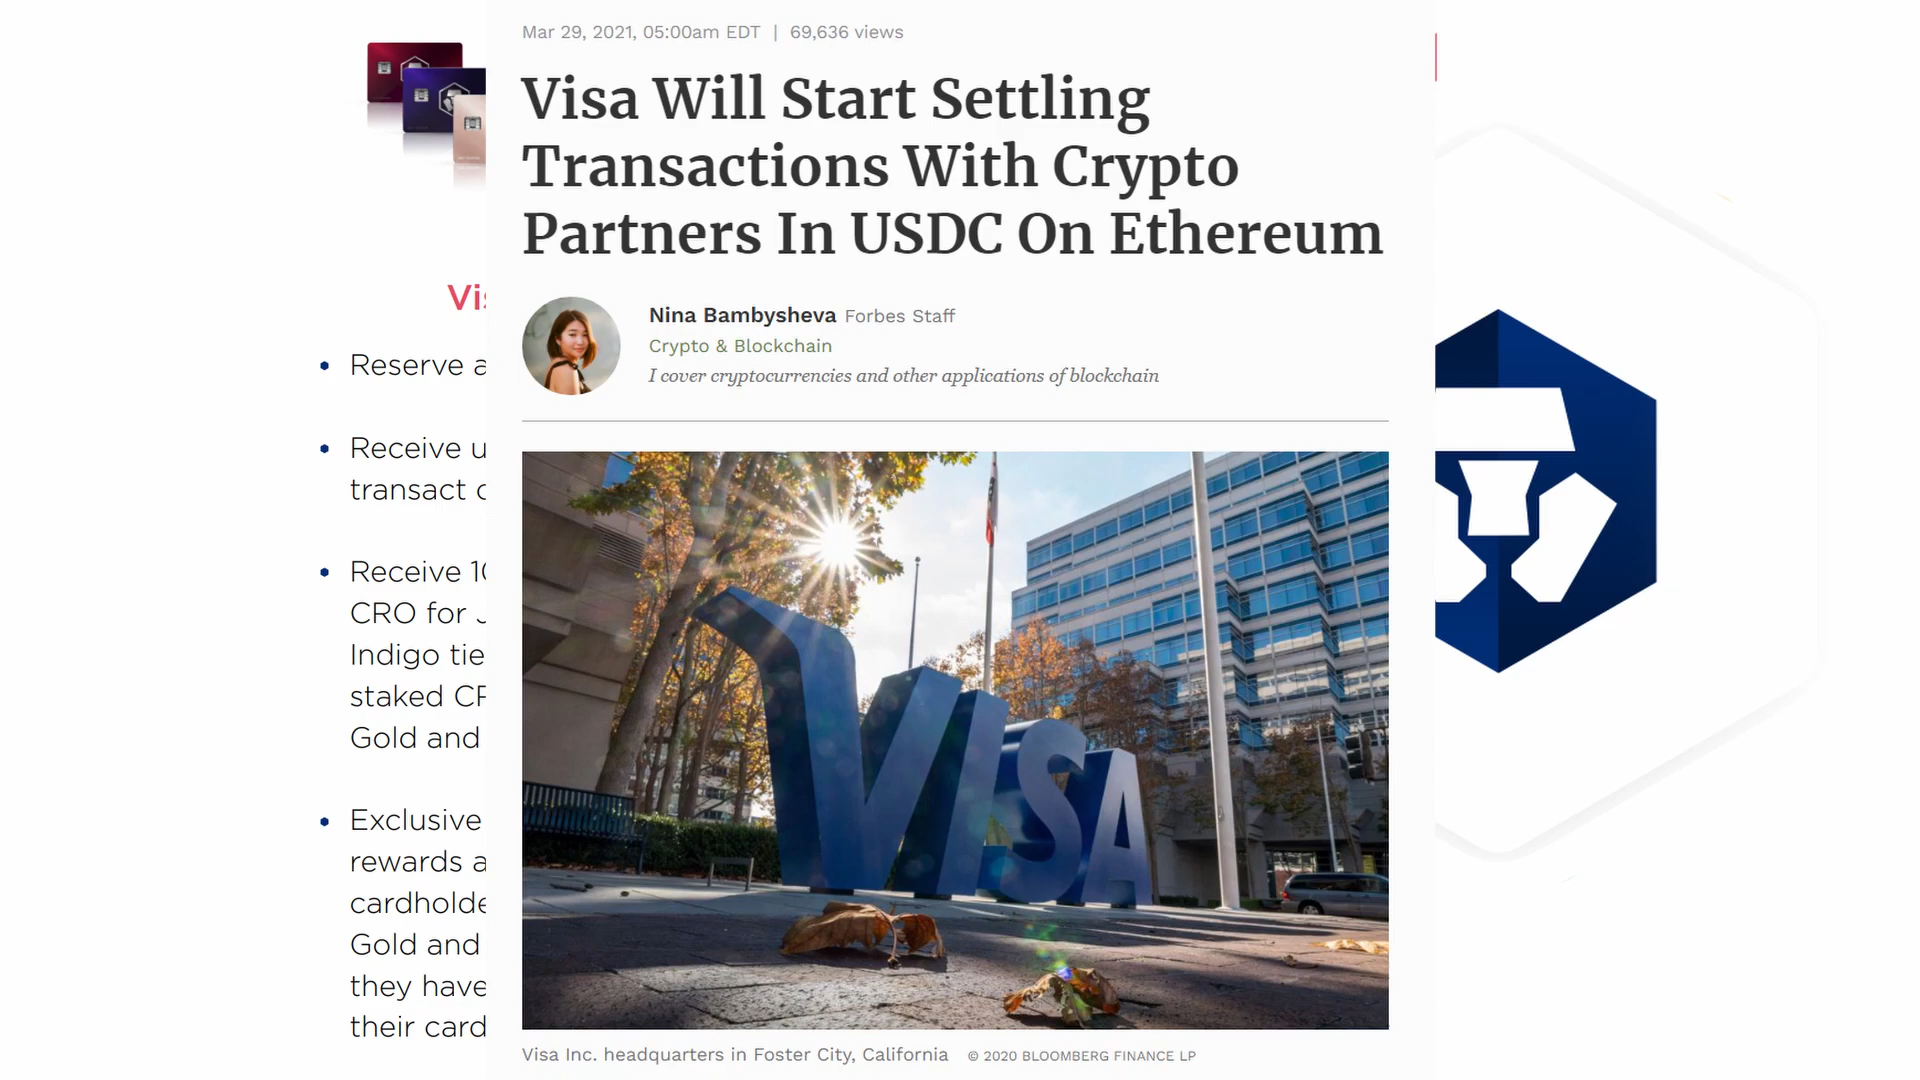 Mar 29, 2021, 05:00am EDT | 69,636 views
Visa Will Start Settling
Transactions With Crypto
Partners In USDC On Ethereum
Nina Bambysheva Forbes Staff
Crypto & Blockchain
I cover cryptocurrencies and other applications of blockchain
VISA
Visa Inc. headquarters in Foster City, California © 2020 BLOOMBERG FINANCE LP
Reserve a
Receive
transact
Receive
CRO for
Indigo
staked
Gold and
Exclusive
rewards
Gold and
they have
their card